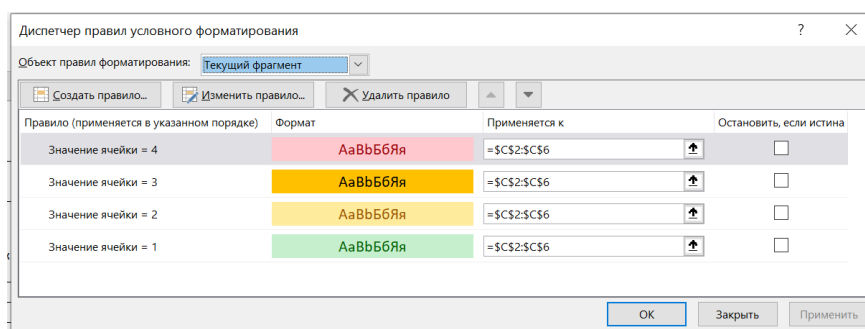 Диспетчер правил условного форматирования ? ×
Объект правил форматирования: Текущий фрагмент
Создать правило... Изменить правило... Удалить правило
Правило (применяется в указанном порядке) Формат Применяется к Остановить, если истина
Значение ячейки = 4 АаВbБбЯя =$C$2:$C$6
Значение ячейки = 3 АаВbБбЯя =$C$2:$C$6
Значение ячейки = 2 АаВbБбЯя =$C$2:$C$6
Значение ячейки = 1 АаВbБбЯя =$C$2:$C$6
ОК Закрыть Применить